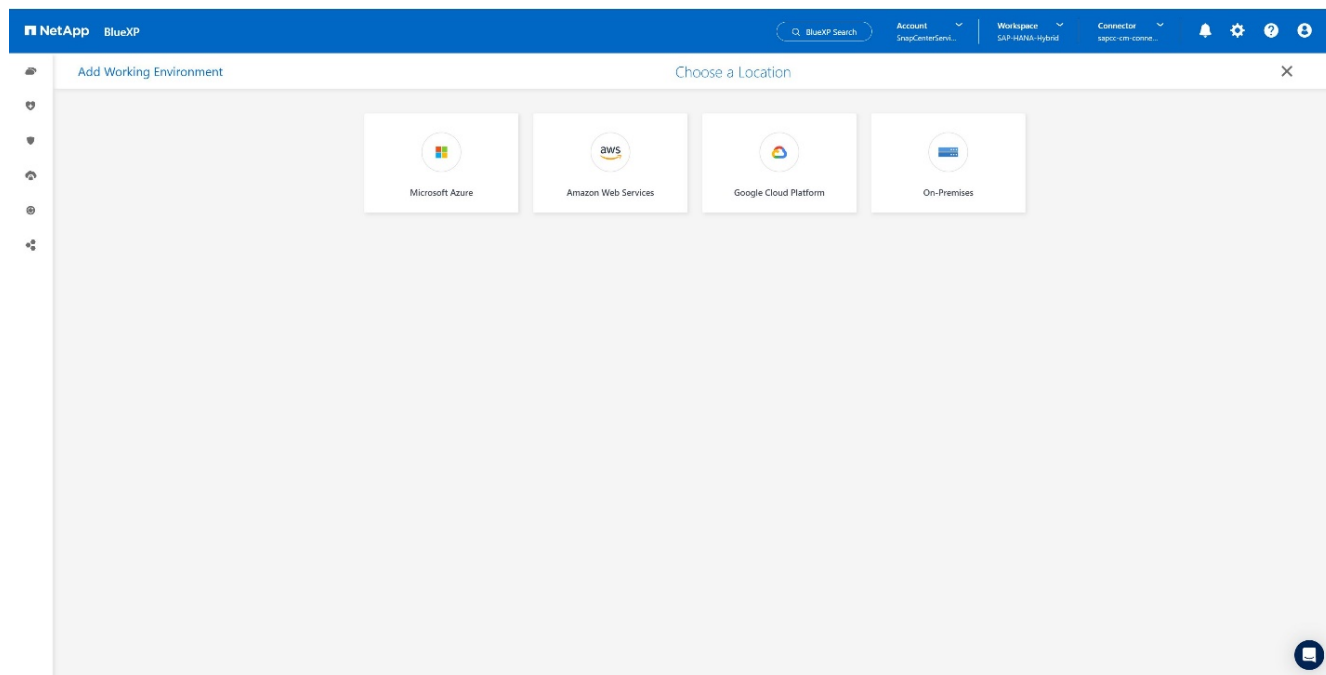 NetApp BlueXP
BlueXP Search
Account
SnapCenterServi...
Workspace
SAP-HANA-Hybrid
Connector
sapcc-cm-conne...
Add Working Environment
Choose a Location
aws
Microsoft Azure
Amazon Web Services
Google Cloud Platform
On-Premises